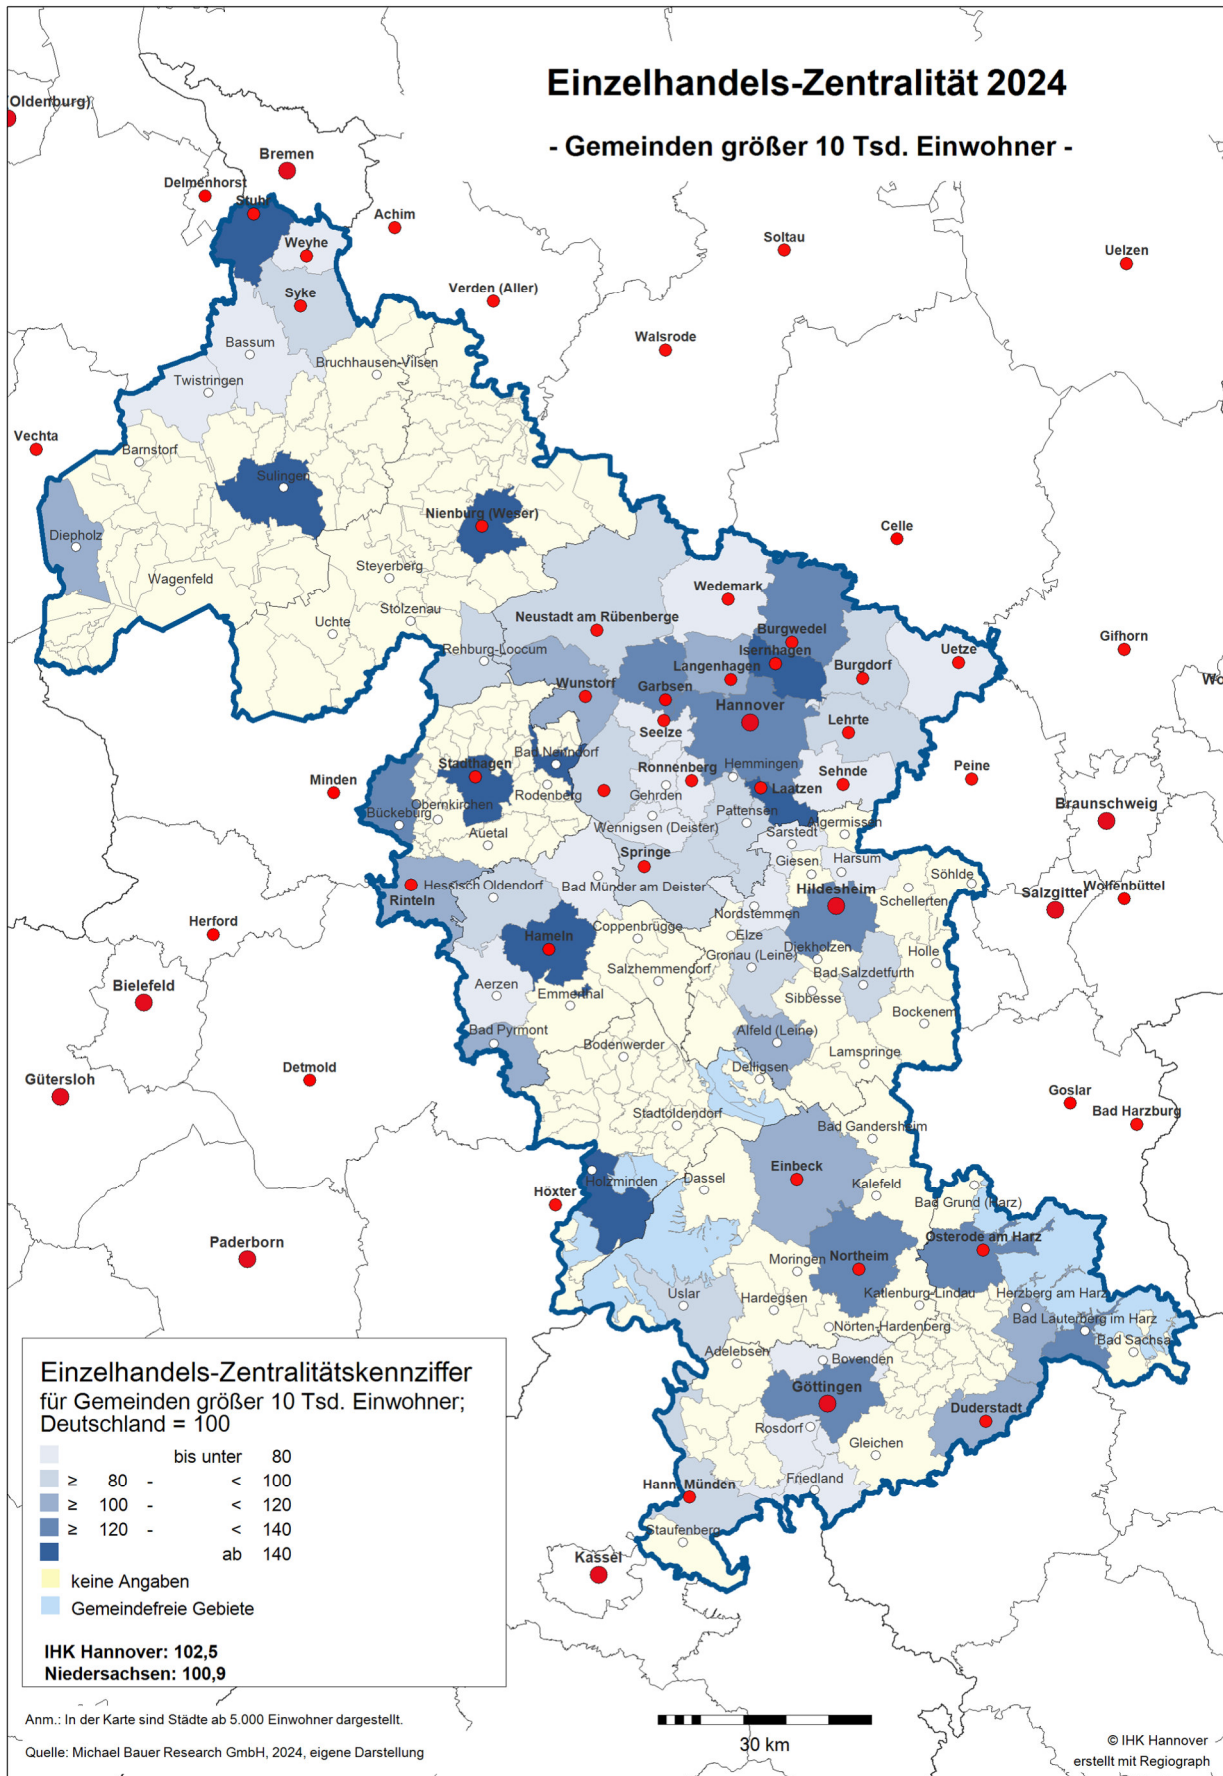 Einzelhandels-Zentralität 2024
- Gemeinden größer 10 Tsd. Einwohner -
Oldenburg)
Bremen
Delmenhorst
Stuhr
Achim
Weyhe
Soltau
Uelzen
Syke
Verden (Aller)
Walsrode
Bassum
Bruchhausen-Vilsen
Twistringen
Vechta
Barnstorf
Sulingen
Nienburg (Weser)
Celle
Diepholz
Steyerberg
Wagenfeld
Wedemark
Stolzenau
Neustadt am Rübenberge
Uchte
Burgwedel
Gifhorn
Rehburg-Loccum
Isernhagen
Uetze
Langenhagen
Burgdorf
Wunstorf
Garbsen
Wo
Hannover
Lehrte
Seelze
Bad Nenndorf
Stadthagen
Hemmingen
Minden
Ronnenberg
Sehnde
Peine
Rodenberg
Gehrden
Laatzen
Obernkirchen
Braunschweig
Bückeburg
Pattensen
Algermissen
Wennigsen (Deister)
Auetal
Sarstedt
Springe
Giesen
Harsum
Söhlde
Hessisch Oldendorf
Bad Münder am Deister
Hildesheim
Salzgitter
Wolfenbüttel
Rinteln
Schellerten
Nordstemmen
Herford
Hameln
Coppenbrügge
Elze
Diekholzen
Gronau (Leine)
Holle
Salzhemmendorf
Bad Salzdetfurth
Bielefeld
Aerzen
Emmerthal
Sibbesse
Bockenem
Bad Pyrmont
Alfeld (Leine)
Bodenwerder
Lamspringe
Detmold
Delligsen
Gütersloh
Goslar
Stadtoldendorf
Bad Harzburg
Bad Gandersheim
Einbeck
Holzminden
Dassel
Kalefeld
Höxter
Bad Grund (Harz)
Paderborn
Osterode am Harz
Northeim
Moringen
Uslar
Hardegsen
Katlenburg-Lindau
Herzberg am Harz
Nörten-Hardenberg
Bad Lauterberg im Harz
Bad Sachsa
Adelebsen
Bovenden
Göttingen
Duderstadt
Rosdorf
Gleichen
Hann. Münden
Friedland
Staufenberg
Kassel
Einzelhandels-Zentralitätskennziffer
für Gemeinden größer 10 Tsd. Einwohner;
Deutschland = 100
bis unter 80
≥ 80 - < 100
≥ 100 - < 120
≥ 120 - < 140
ab 140
keine Angaben
Gemeindefreie Gebiete
IHK Hannover: 102,5
Niedersachsen: 100,9
Anm.: In der Karte sind Städte ab 5.000 Einwohner dargestellt.
Quelle: Michael Bauer Research GmbH, 2024, eigene Darstellung
30 km
© IHK Hannover
erstellt mit Regiograph